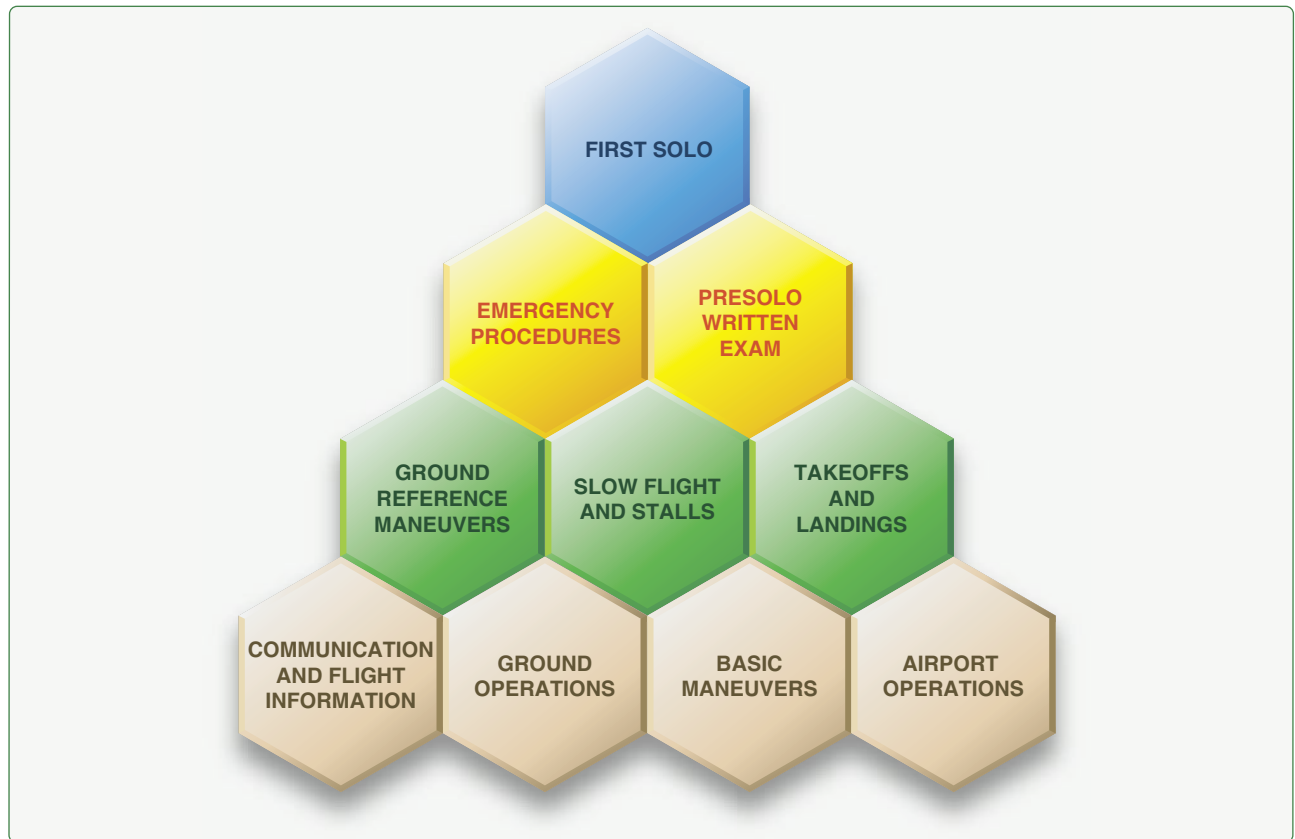 FIRST SOLO
EMERGENCY
PROCEDURES
PRESOLO
WRITTEN
EXAM
GROUND
REFERENCE
MANEUVERS
SLOW FLIGHT
AND STALLS
TAKEOFFS
AND
LANDINGS
COMMUNICATION
AND FLIGHT
INFORMATION
GROUND
OPERATIONS
BASIC
MANEUVERS
AIRPORT
OPERATIONS